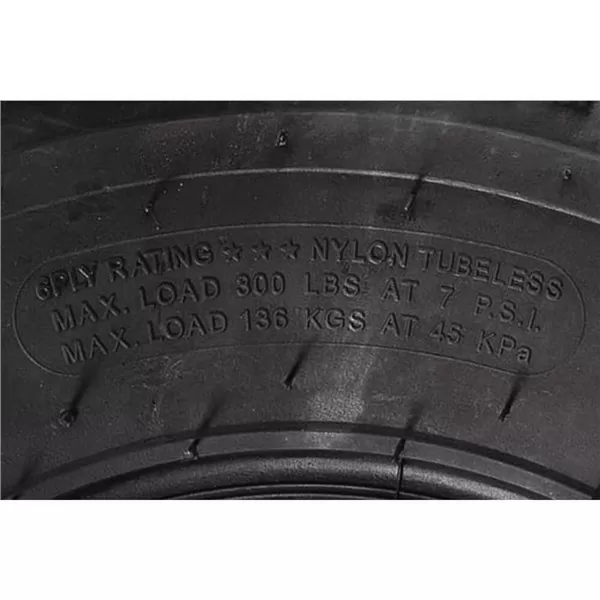 6PLY RATING ☆☆☆ NYLON TUBELESS
MAX. LOAD 300 LBS AT 7 P.S.I.
MAX. LOAD 136 KGS AT 45 KPa